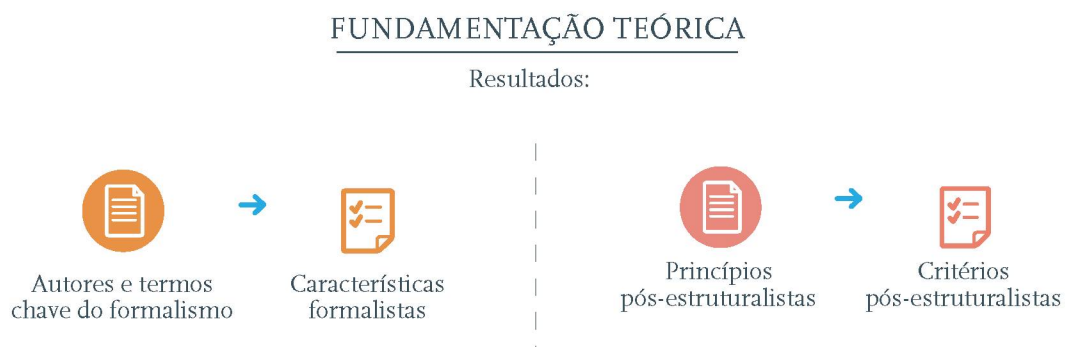 FUNDAMENTAÇÃO TEÓRICA
Resultados:
Autores e termos
chave do formalismo
Características
formalistas
Princípios
pós-estruturalistas
Critérios
pós-estruturalistas